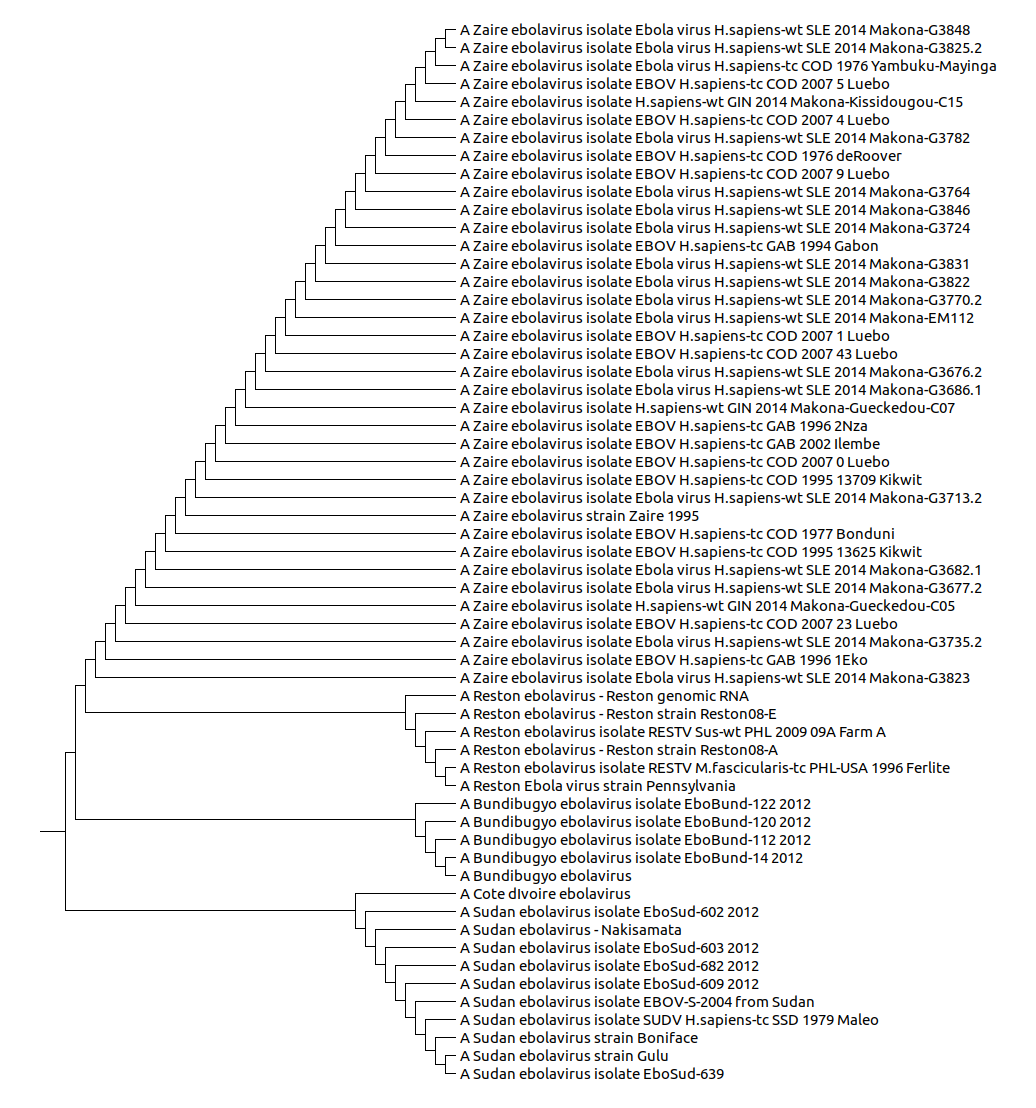 A Zaire ebolavirus isolate Ebola virus H.sapiens-wt SLE 2014 Makona-G3848
A Zaire ebolavirus isolate Ebola virus H.sapiens-wt SLE 2014 Makona-G3825.2
A Zaire ebolavirus isolate Ebola virus H.sapiens-tc COD 1976 Yambuku-Mayinga
A Zaire ebolavirus isolate EBOV H.sapiens-tc COD 2007 5 Luebo
A Zaire ebolavirus isolate H.sapiens-wt GIN 2014 Makona-Kissidougou-C15
A Zaire ebolavirus isolate EBOV H.sapiens-tc COD 2007 4 Luebo
A Zaire ebolavirus isolate Ebola virus H.sapiens-wt SLE 2014 Makona-G3782
A Zaire ebolavirus isolate EBOV H.sapiens-tc COD 1976 deRoover
A Zaire ebolavirus isolate EBOV H.sapiens-tc COD 2007 9 Luebo
A Zaire ebolavirus isolate Ebola virus H.sapiens-wt SLE 2014 Makona-G3764
A Zaire ebolavirus isolate Ebola virus H.sapiens-wt SLE 2014 Makona-G3846
A Zaire ebolavirus isolate Ebola virus H.sapiens-wt SLE 2014 Makona-G3724
A Zaire ebolavirus isolate EBOV H.sapiens-tc GAB 1994 Gabon
A Zaire ebolavirus isolate Ebola virus H.sapiens-wt SLE 2014 Makona-G3831
A Zaire ebolavirus isolate Ebola virus H.sapiens-wt SLE 2014 Makona-G3822
A Zaire ebolavirus isolate Ebola virus H.sapiens-wt SLE 2014 Makona-G3770.2
A Zaire ebolavirus isolate Ebola virus H.sapiens-wt SLE 2014 Makona-EM112
A Zaire ebolavirus isolate EBOV H.sapiens-tc COD 2007 1 Luebo
A Zaire ebolavirus isolate EBOV H.sapiens-tc COD 2007 43 Luebo
A Zaire ebolavirus isolate Ebola virus H.sapiens-wt SLE 2014 Makona-G3676.2
A Zaire ebolavirus isolate Ebola virus H.sapiens-wt SLE 2014 Makona-G3686.1
A Zaire ebolavirus isolate H.sapiens-wt GIN 2014 Makona-Gueckedou-C07
A Zaire ebolavirus isolate EBOV H.sapiens-tc GAB 1996 2Nza
A Zaire ebolavirus isolate EBOV H.sapiens-tc GAB 2002 Ilembe
A Zaire ebolavirus isolate EBOV H.sapiens-tc COD 2007 0 Luebo
A Zaire ebolavirus isolate EBOV H.sapiens-tc COD 1995 13709 Kikwit
A Zaire ebolavirus isolate Ebola virus H.sapiens-wt SLE 2014 Makona-G3713.2
A Zaire ebolavirus strain Zaire 1995
A Zaire ebolavirus isolate EBOV H.sapiens-tc COD 1977 Bonduni
A Zaire ebolavirus isolate EBOV H.sapiens-tc COD 1995 13625 Kikwit
A Zaire ebolavirus isolate Ebola virus H.sapiens-wt SLE 2014 Makona-G3682.1
A Zaire ebolavirus isolate Ebola virus H.sapiens-wt SLE 2014 Makona-G3677.2
A Zaire ebolavirus isolate H.sapiens-wt GIN 2014 Makona-Gueckedou-C05
A Zaire ebolavirus isolate EBOV H.sapiens-tc COD 2007 23 Luebo
A Zaire ebolavirus isolate Ebola virus H.sapiens-wt SLE 2014 Makona-G3735.2
A Zaire ebolavirus isolate EBOV H.sapiens-tc GAB 1996 1Eko
A Zaire ebolavirus isolate Ebola virus H.sapiens-wt SLE 2014 Makona-G3823
A Reston ebolavirus - Reston genomic RNA
A Reston ebolavirus - Reston strain Reston08-E
A Reston ebolavirus isolate RESTV Sus-wt PHL 2009 09A Farm A
A Reston ebolavirus - Reston strain Reston08-A
A Reston ebolavirus isolate RESTV M.fascicularis-tc PHL-USA 1996 Ferlite
A Reston Ebola virus strain Pennsylvania
A Bundibugyo ebolavirus isolate EboBund-122 2012
A Bundibugyo ebolavirus isolate EboBund-120 2012
A Bundibugyo ebolavirus isolate EboBund-112 2012
A Bundibugyo ebolavirus isolate EboBund-14 2012
A Bundibugyo ebolavirus
A Cote dIvoire ebolavirus
A Sudan ebolavirus isolate EboSud-602 2012
A Sudan ebolavirus - Nakisamata
A Sudan ebolavirus isolate EboSud-603 2012
A Sudan ebolavirus isolate EboSud-682 2012
A Sudan ebolavirus isolate EboSud-609 2012
A Sudan ebolavirus isolate EBOV-S-2004 from Sudan
A Sudan ebolavirus isolate SUDV H.sapiens-tc SSD 1979 Maleo
A Sudan ebolavirus strain Boniface
A Sudan ebolavirus strain Gulu
A Sudan ebolavirus isolate EboSud-639